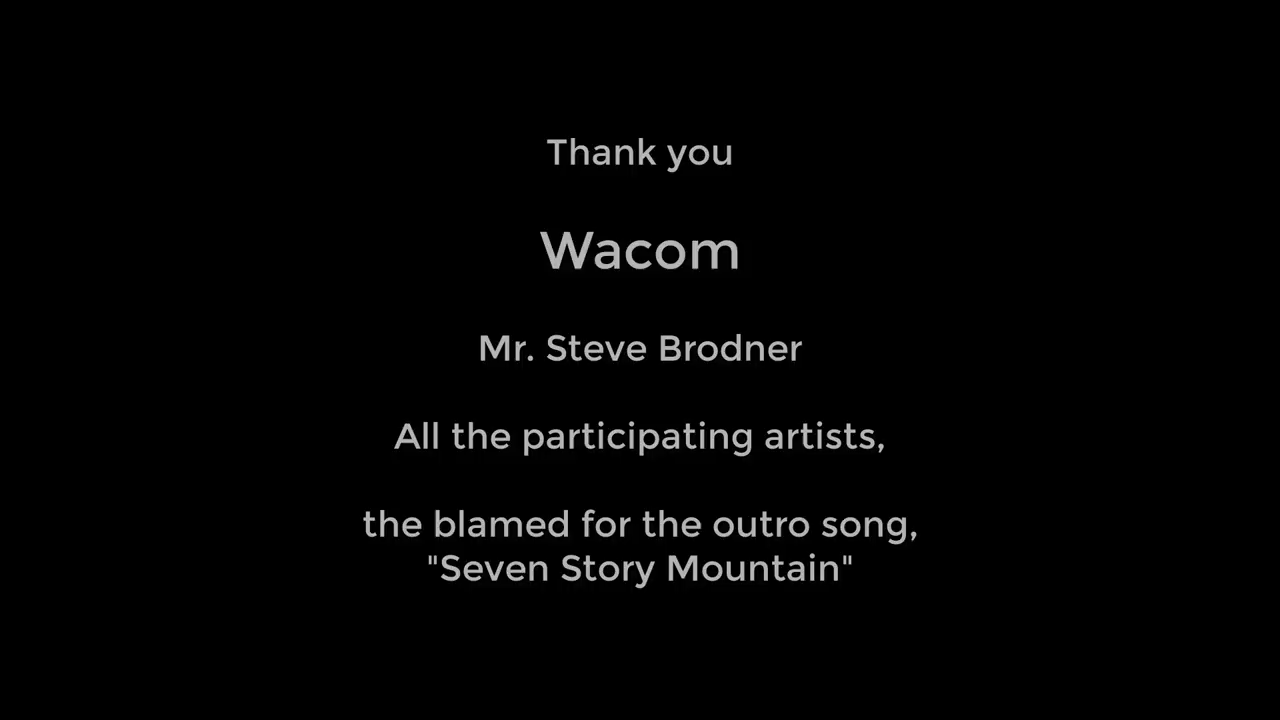 Thank you
Wacom
Mr. Steve Brodner
All the participating artists,
the blamed for the outro song,
"Seven Story Mountain"